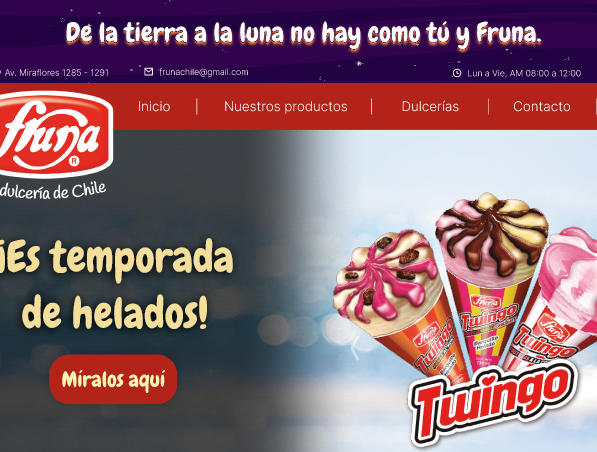 De la tierra a la luna no hay como tú y Fruna.
Av. Miraflores 1285 - 1291
frunachile@gmail.com
Lun a Vie, AM 08:00 a 12:00
Inicio
Nuestros productos
Dulcerías
Contacto
fruna
®
dulcería de Chile
¡Es temporada
de helados!
Míralos aquí
fruna
Twingo
fruna
Twingo
fruna
Twingo
Twingo